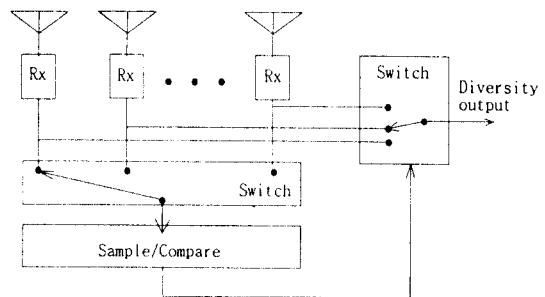 Rx
Rx
Rx
Switch
Diversity
output
Switch
Sample/Compare